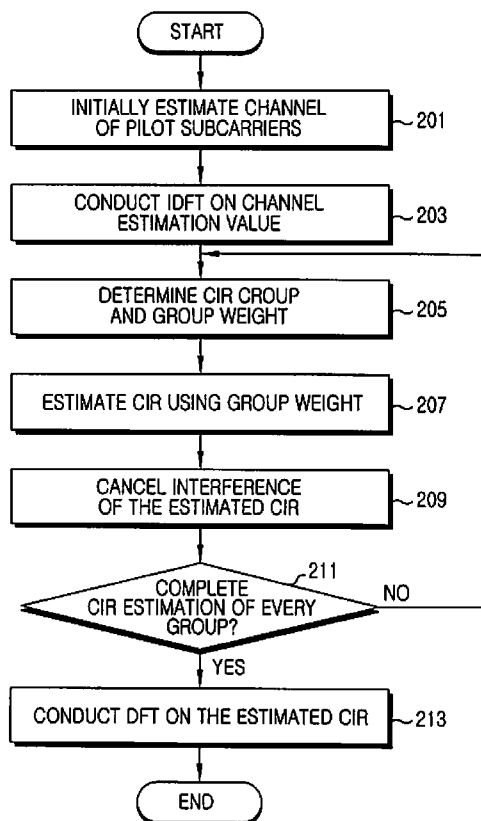 START
INITIALLY ESTIMATE CHANNEL
OF PILOT SUBCARRIERS
201
CONDUCT IDFT ON CHANNEL
ESTIMATION VALUE
203
DETERMINE CIR CROUP
AND GROUP WEIGHT
205
ESTIMATE CIR USING GROUP WEIGHT
207
CANCEL INTERFERENCE
OF THE ESTIMATED CIR
209
211
COMPLETE
CIR ESTIMATION OF EVERY
GROUP?
NO
YES
CONDUCT DFT ON THE ESTIMATED CIR
213
END